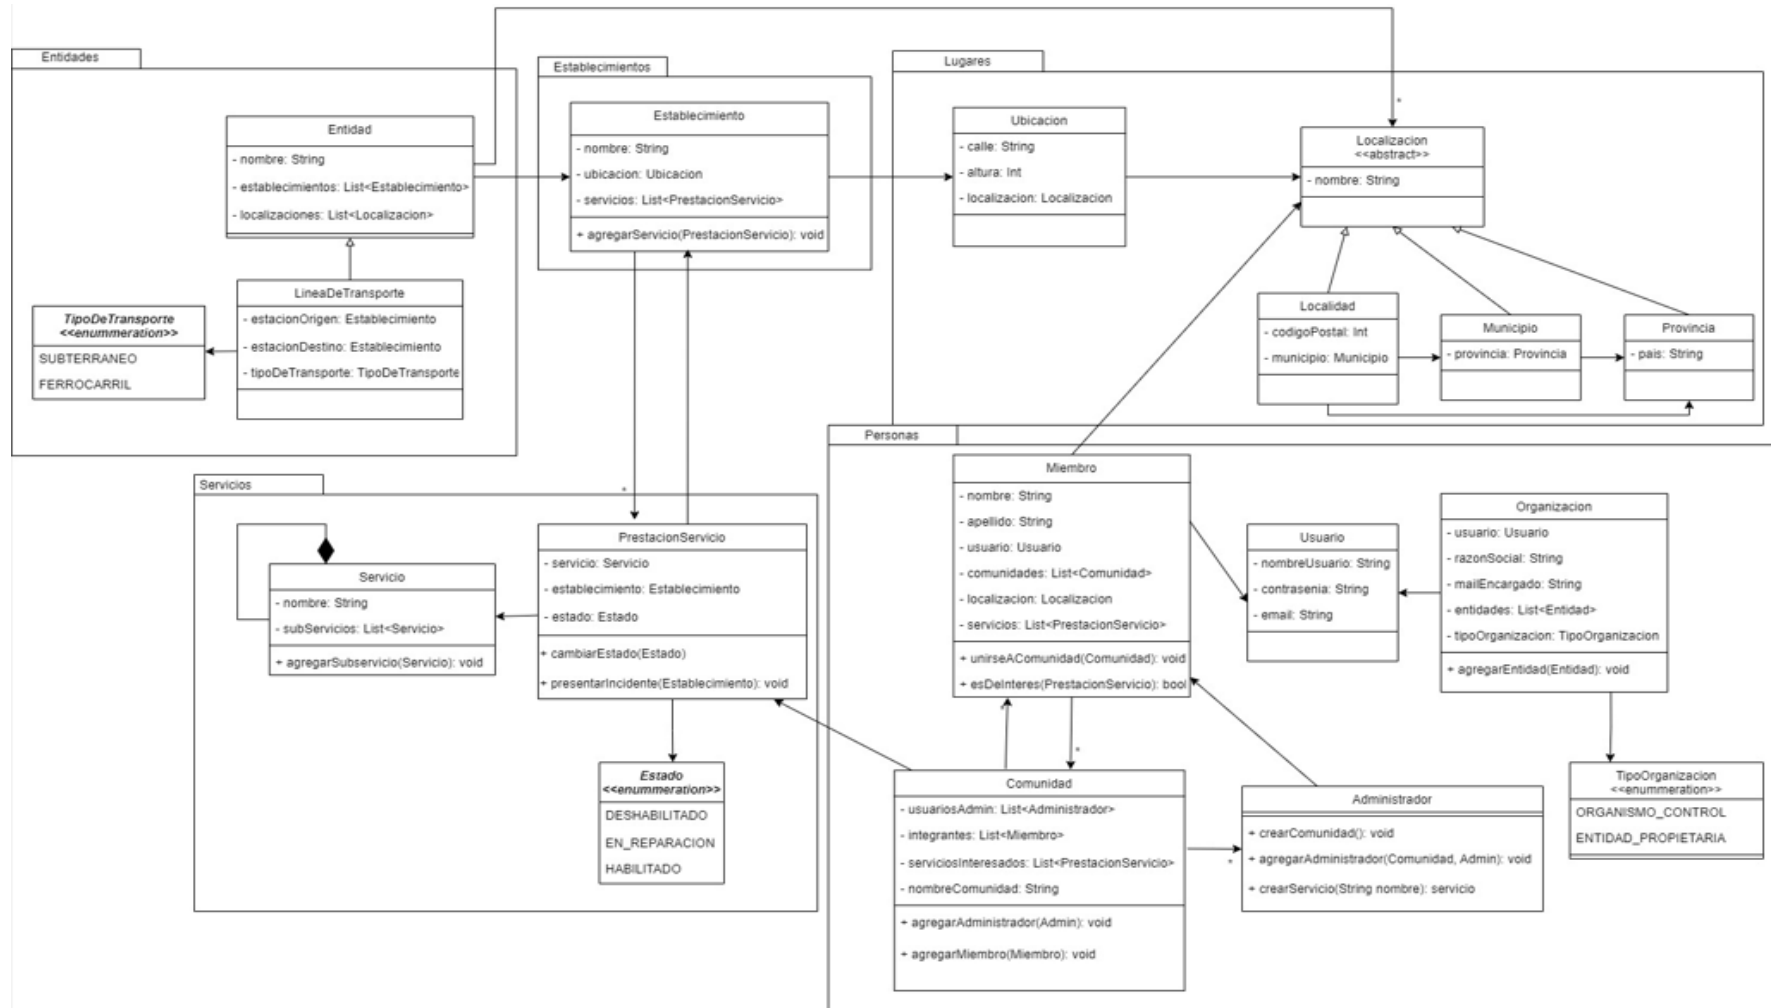 Entidades
Entidad
- nombre: String
- establecimientos: List<Establecimiento>
- localizaciones: List<Localizacion>
LineaDeTransporte
- estacionOrigen: Establecimiento
- estacionDestino: Establecimiento
- tipoDeTransporte: TipoDeTransporte
TipoDeTransporte
<<enummeration>>
SUBTERRANEO
FERROCARRIL
Establecimientos
Establecimiento
- nombre: String
- ubicacion: Ubicacion
- servicios: List<PrestacionServicio>
+ agregarServicio(PrestacionServicio): void
Lugares
Ubicacion
- calle: String
- altura: Int
- localizacion: Localizacion
*
Localizacion
<<abstract>>
- nombre: String
Localidad
- codigoPostal: Int
- municipio: Municipio
Municipio
- provincia: Provincia
Provincia
- pais: String
Servicios
*
Servicio
- nombre: String
- subServicios: List<Servicio>
+ agregarSubservicio(Servicio): void
PrestacionServicio
- servicio: Servicio
- establecimiento: Establecimiento
- estado: Estado
+ cambiarEstado(Estado)
+ presentarIncidente(Establecimiento): void
Estado
<<enummeration>>
DESHABILITADO
EN_REPARACION
HABILITADO
Personas
Miembro
- nombre: String
- apellido: String
- usuario: Usuario
- comunidades: List<Comunidad>
- localizacion: Localizacion
- servicios: List<PrestacionServicio>
+ unirseAComunidad(Comunidad): void
+ esDeInteres(PrestacionServicio): bool
Usuario
- nombreUsuario: String
- contrasenia: String
- email: String
Organizacion
- usuario: Usuario
- razonSocial: String
- mailEncargado: String
- entidades: List<Entidad>
- tipoOrganizacion: TipoOrganizacion
+ agregarEntidad(Entidad): void
*
*
Comunidad
- usuariosAdmin: List<Administrador>
- integrantes: List<Miembro>
- serviciosInteresados: List<PrestacionServicio>
- nombreComunidad: String
+ agregarAdministrador(Admin): void
+ agregarMiembro(Miembro): void
*
Administrador
+ crearComunidad(): void
+ agregarAdministrador(Comunidad, Admin): void
+ crearServicio(String nombre): servicio
TipoOrganizacion
<<enummeration>>
ORGANISMO_CONTROL
ENTIDAD_PROPIETARIA